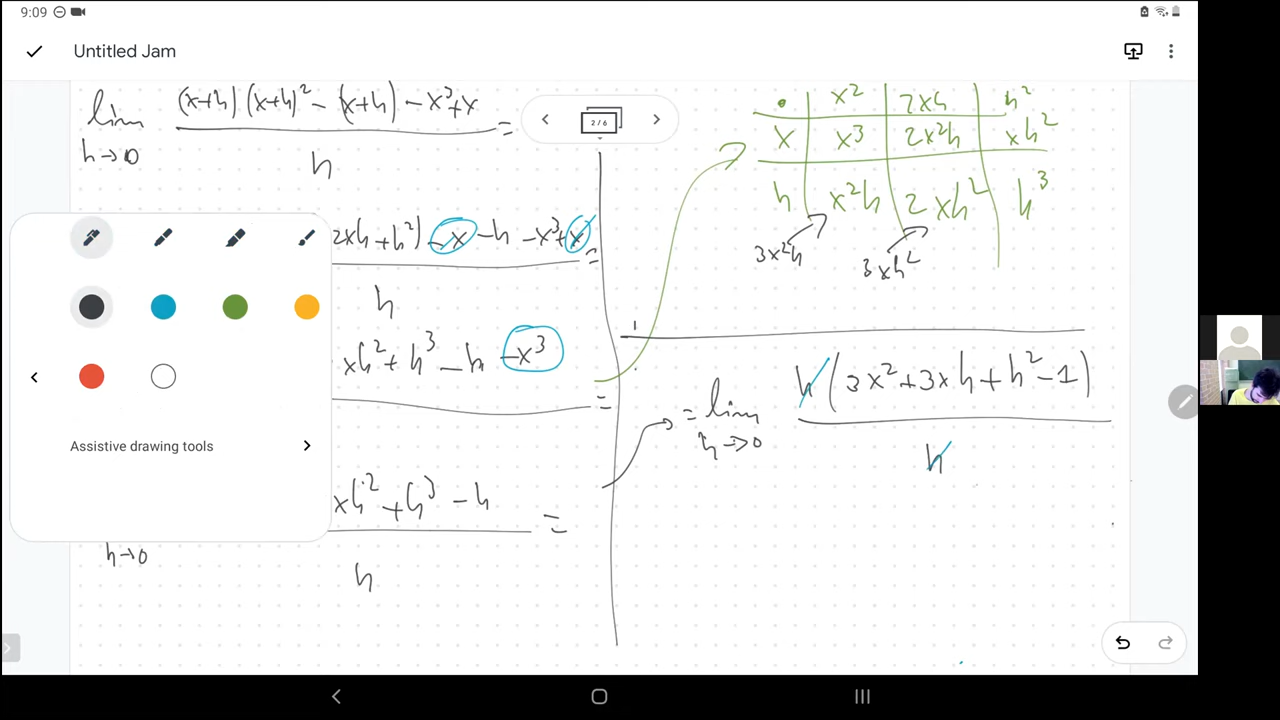 9:09
Untitled Jam
lim h→0 (x+h)(x+h)² - (x+h) - x³+x =
h
2/6
2xh+h²) -x -h -x³+x =
h
xh²+h³ -h -x³
=
xh²+h³ -h =
h→0
h
Assistive drawing tools
• x² 2xh h²
x x³ 2x²h xh²
h x²h 2xh² h³
3x²h 3xh²
= lim h→0 h(3x²+3xh+h²-1)
h